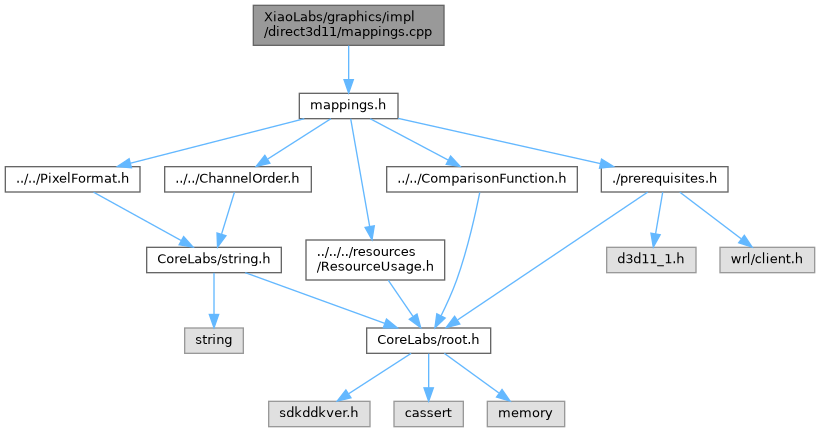 XiaoLabs/graphics/impl
/direct3d11/mappings.cpp
mappings.h
../../PixelFormat.h
../../ChannelOrder.h
../../ComparisonFunction.h
./prerequisites.h
CoreLabs/string.h
../../../resources
/ResourceUsage.h
d3d11_1.h
wrl/client.h
string
CoreLabs/root.h
sdkddkver.h
cassert
memory